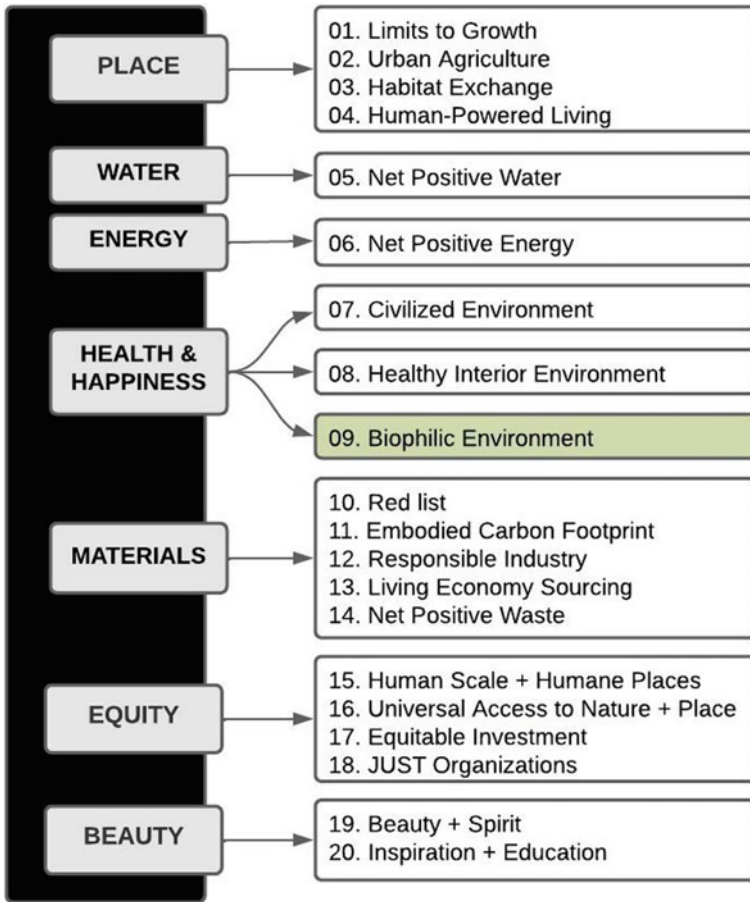 PLACE
01. Limits to Growth
02. Urban Agriculture
03. Habitat Exchange
04. Human-Powered Living
WATER
05. Net Positive Water
ENERGY
06. Net Positive Energy
HEALTH &
HAPPINESS
07. Civilized Environment
08. Healthy Interior Environment
09. Biophilic Environment
MATERIALS
10. Red list
11. Embodied Carbon Footprint
12. Responsible Industry
13. Living Economy Sourcing
14. Net Positive Waste
EQUITY
15. Human Scale + Humane Places
16. Universal Access to Nature + Place
17. Equitable Investment
18. JUST Organizations
BEAUTY
19. Beauty + Spirit
20. Inspiration + Education